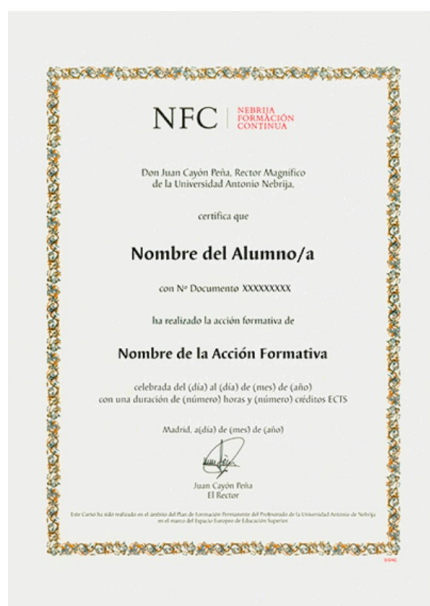 NFC
NEBRIJA
FORMACIÓN
CONTINUA
Don Juan Cayón Peña, Rector Magnífico
de la Universidad Antonio Nebrija,
certifica que
Nombre del Alumno/a
con Nº Documento XXXXXXXXX
ha realizado la acción formativa de
Nombre de la Acción Formativa
celebrada del (día) al (día) de (mes) de (año)
con una duración de (número) horas y (número) créditos ECTS
Madrid, a(día) de (mes) de (año)
Juan Cayón Peña
El Rector
Este Curso ha sido realizado en el ámbito del Plan de Formación Permanente del Profesorado de la Universidad Antonio de Nebrija
en el marco del Espacio Europeo de Educación Superior